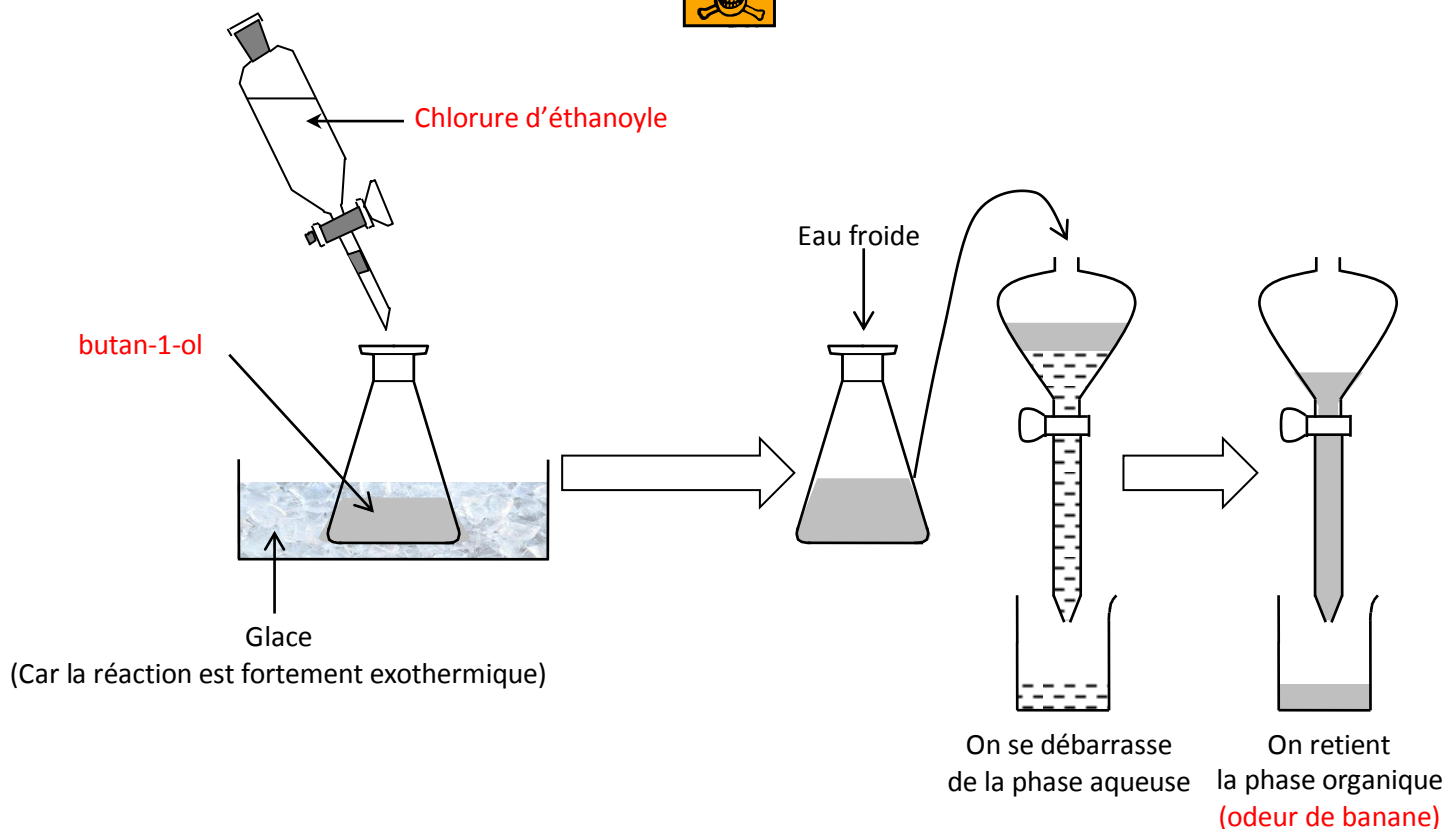 Chlorure d'éthanoyle
Eau froide
butan-1-ol
Glace
(Car la réaction est fortement exothermique)
On se débarrasse
de la phase aqueuse
On retient
la phase organique
(odeur de banane)